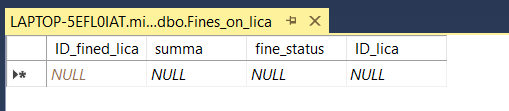 LAPTOP-5EFL0IAT.mi...dbo.Fines_on_lica
ID_fined_lica summa fine_status ID_lica
NULL NULL NULL NULL